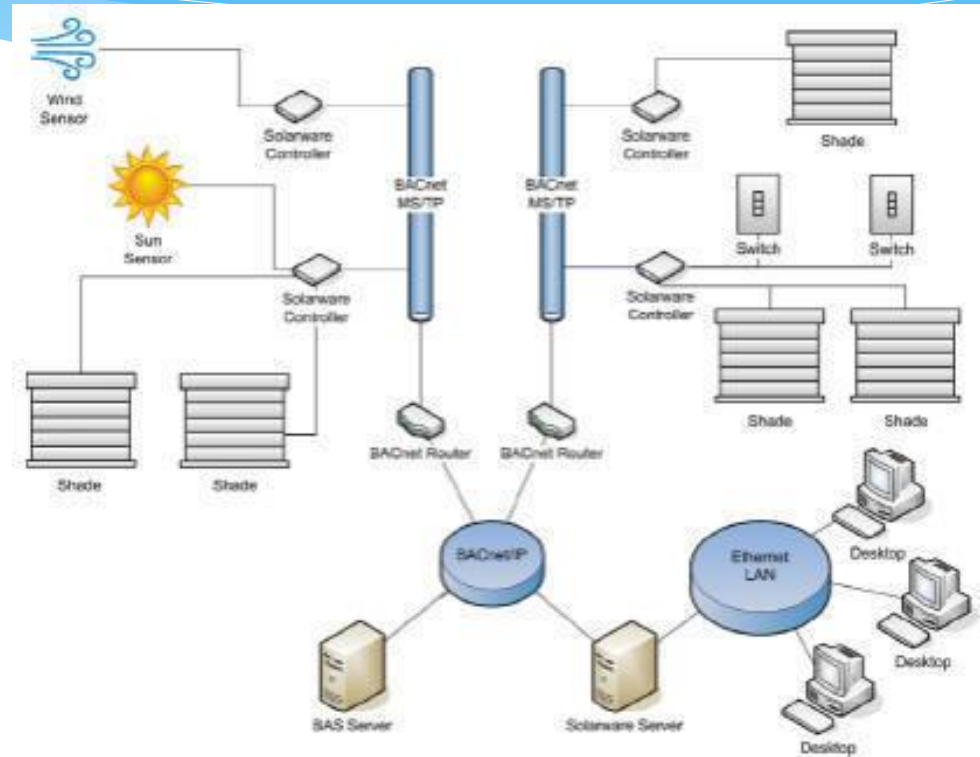 Wind
Sensor
Solarware
Controller
BACnet
MS/TP
BACnet
MS/TP
Solarware
Controller
Shade
Sun
Sensor
Solarware
Controller
Switch
Switch
Solarware
Controller
Shade
Shade
Shade
Shade
BACnet Router
BACnet Router
BACnet/IP
Ethernet
LAN
Desktop
Desktop
BAS Server
Solarware Server
Desktop